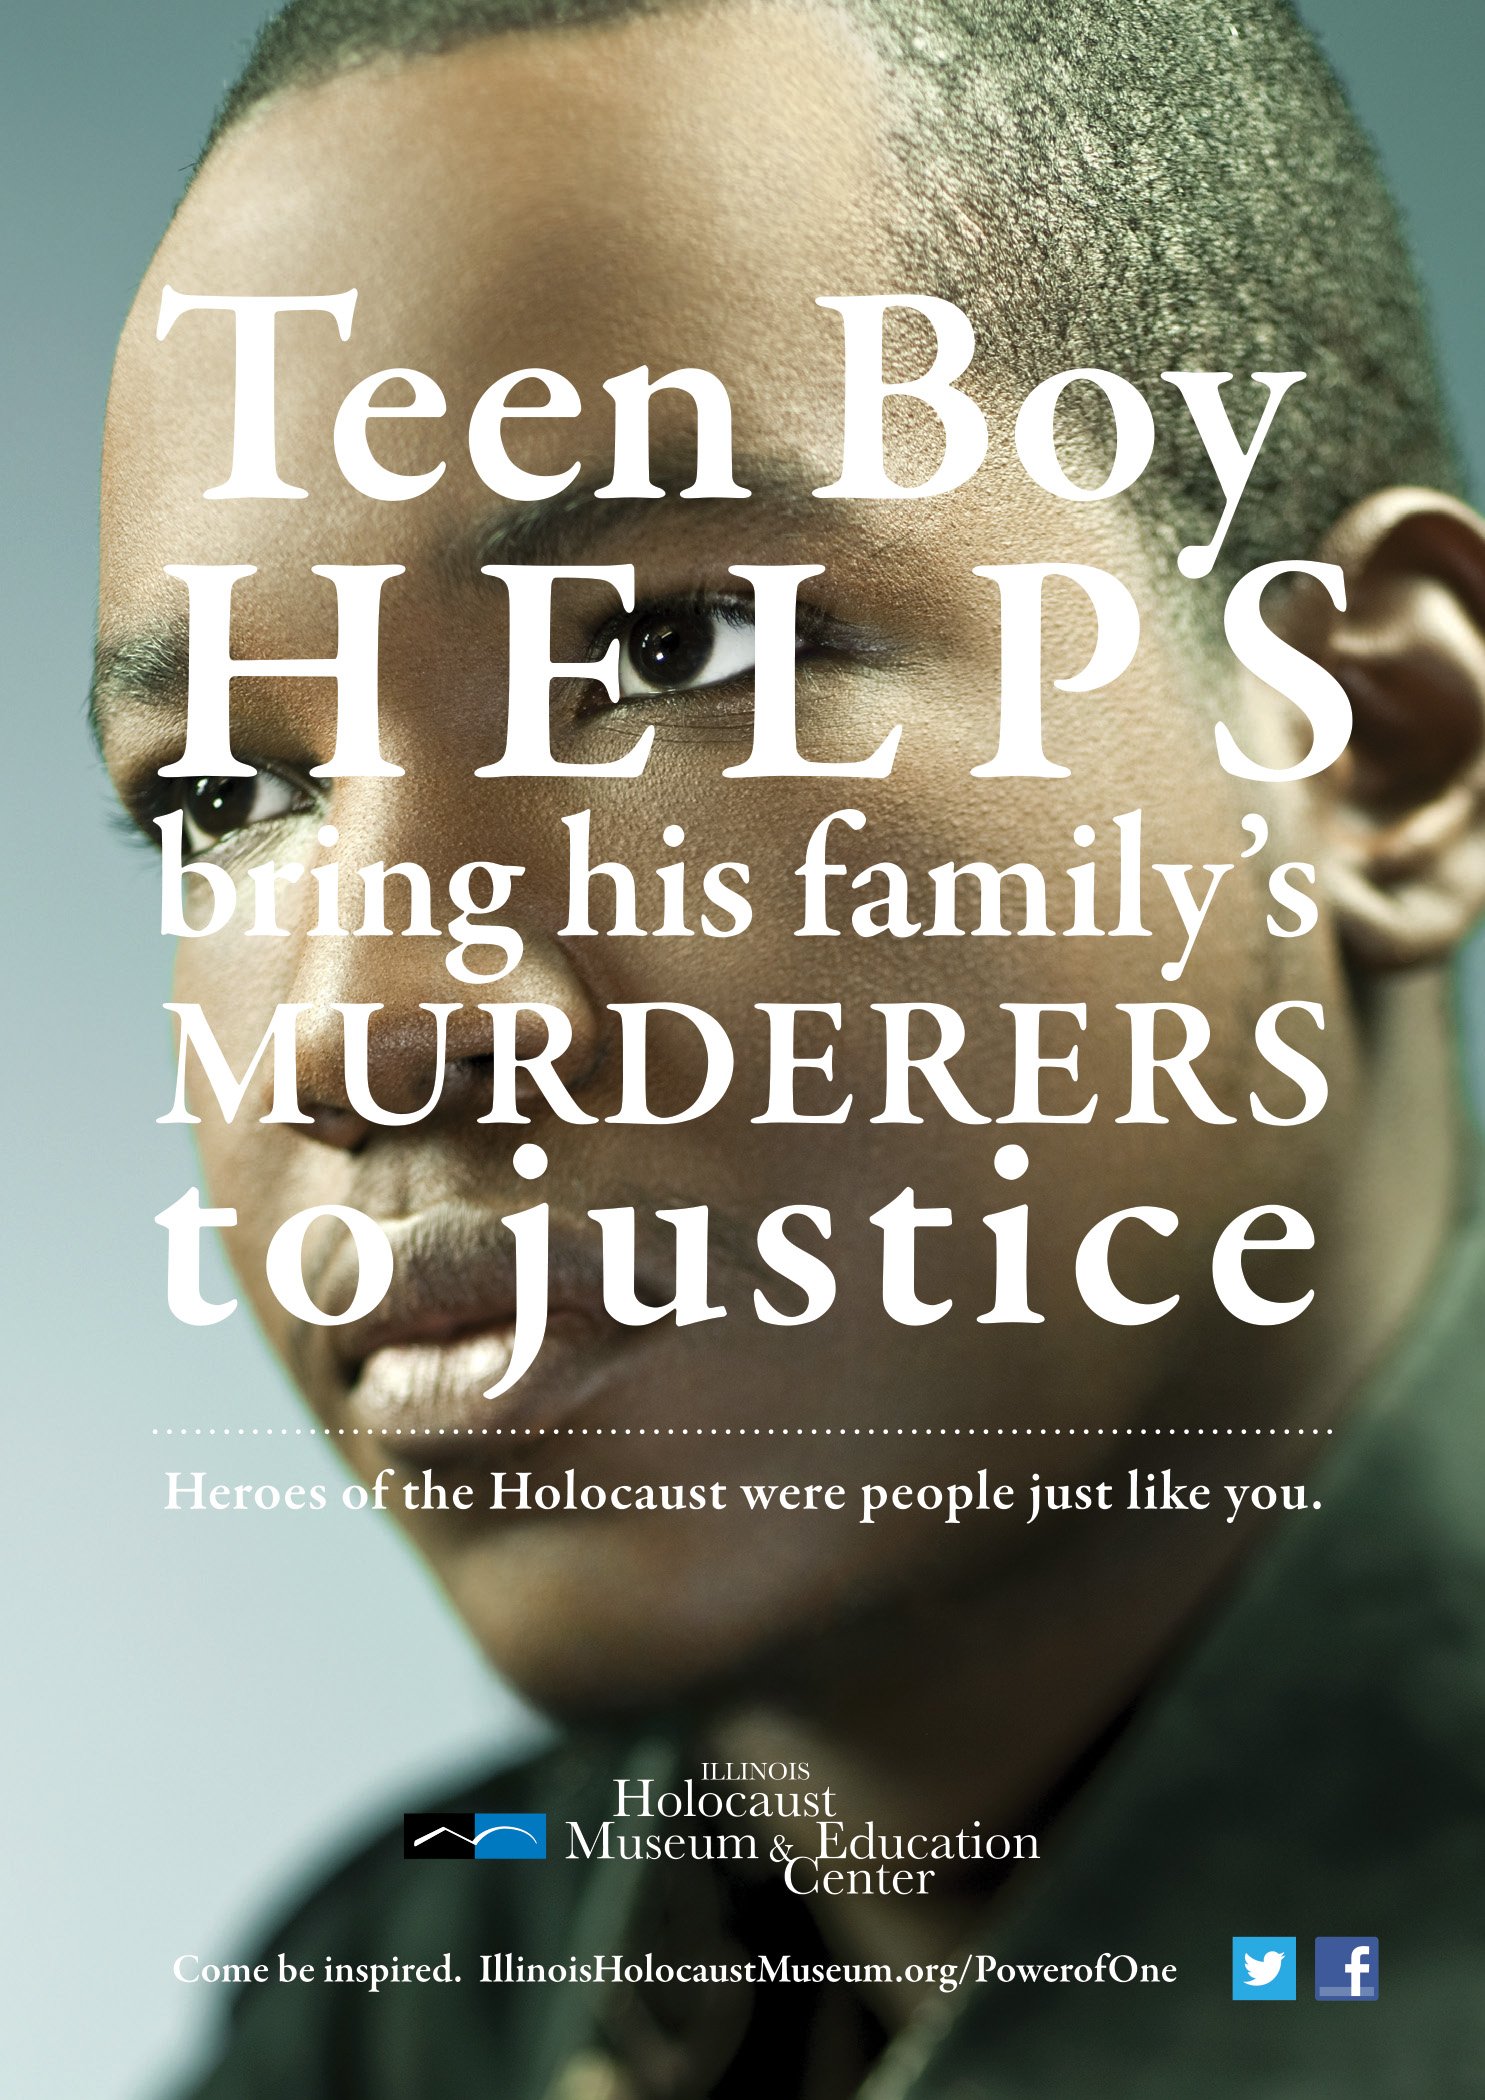 Teen Boy
HELPS
bring his family's
MURDERERS
to justice
Heroes of the Holocaust were people just like you.
ILLINOIS
Holocaust
Museum & Education
Center
Come be inspired. IllinoisHolocaustMuseum.org/PowerofOne